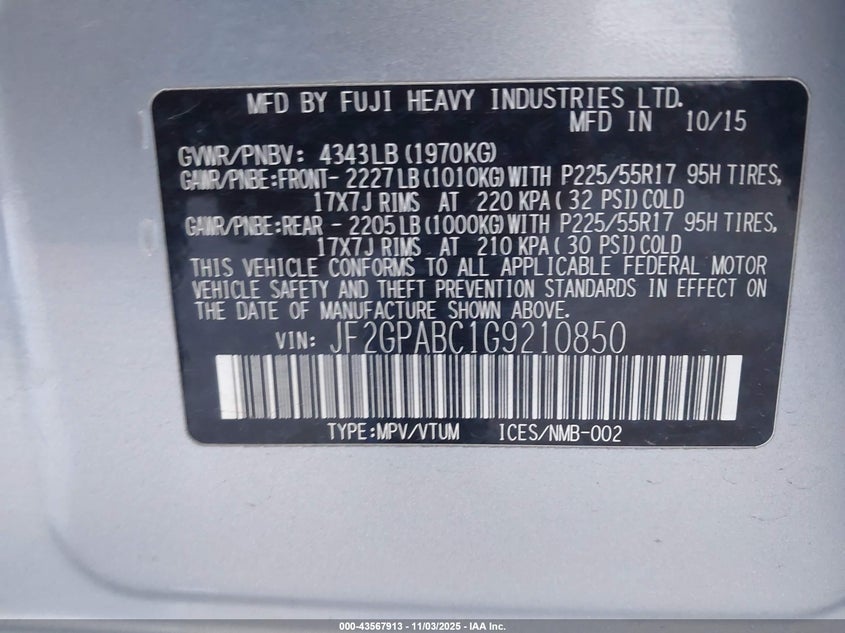 MFD BY FUJI HEAVY INDUSTRIES LTD.
MFD IN 10/15
GVWR/PNBV: 4343LB (1970KG)
GAWR/PNBE:FRONT- 2227LB (1010KG) WITH P225/55R17 95H TIRES,
17X7J RIMS AT 220 KPA ( 32 PSI) COLD
GAWR/PNBE:REAR - 2205LB (1000KG) WITH P225/55R17 95H TIRES,
17X7J RIMS AT 210 KPA ( 30 PSI) COLD
THIS VEHICLE CONFORMS TO ALL APPLICABLE FEDERAL MOTOR
VEHICLE SAFETY AND THEFT PREVENTION STANDARDS IN EFFECT ON
THE DATE OF MANUFACTURE SHOWN ABOVE.
VIN: JF2GPABC1G9210850
TYPE:MPV/VTUM ICES/NMB-002
000-43567913 - 11/03/2025 - IAA Inc.